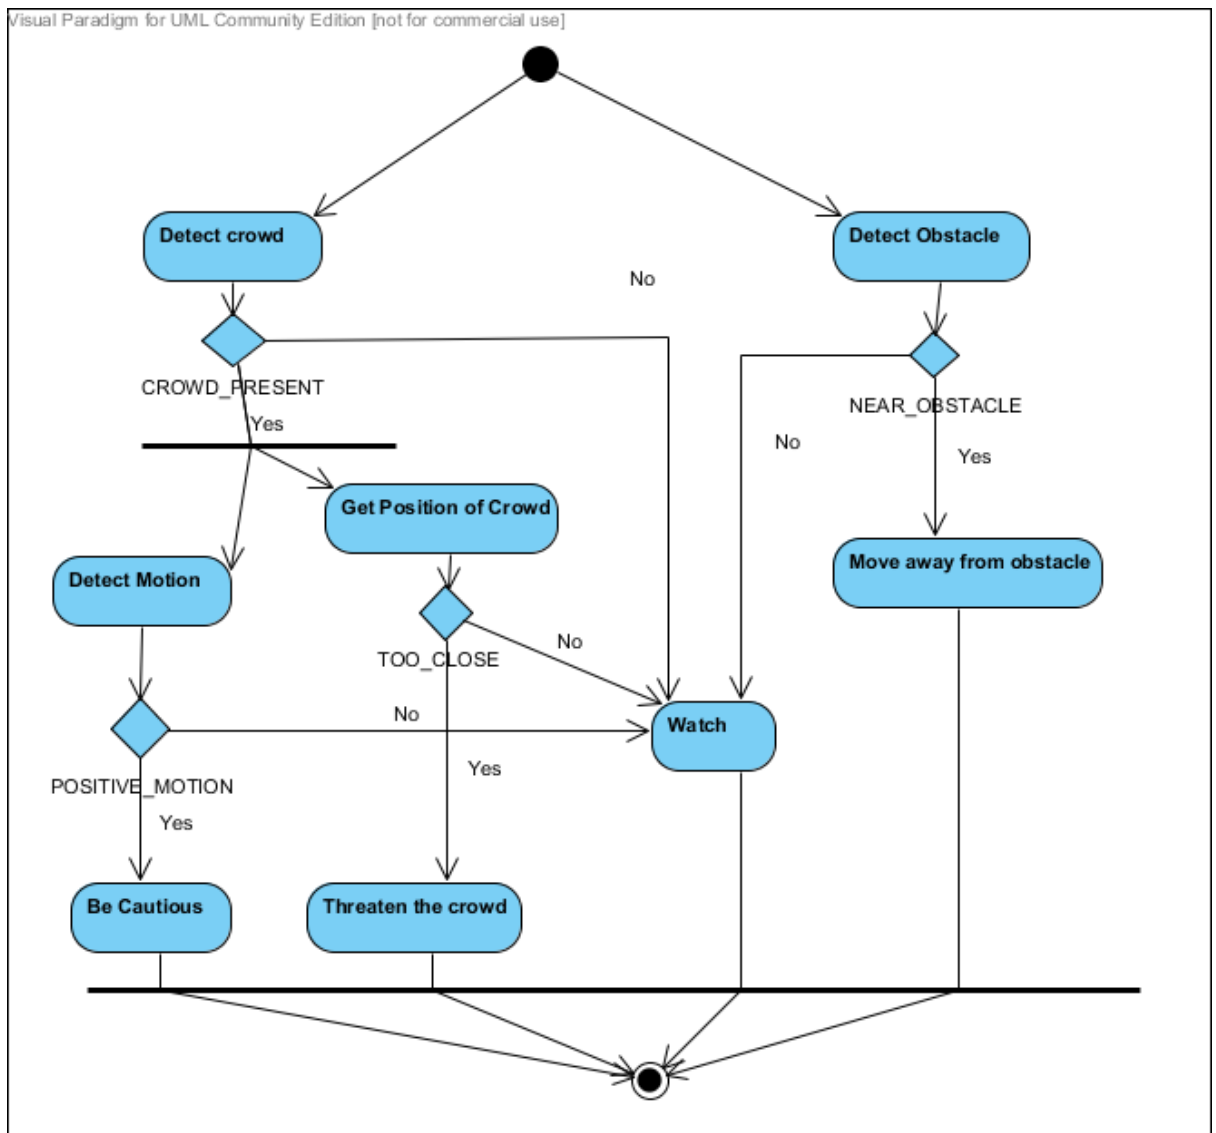 Visual Paradigm for UML Community Edition [not for commercial use]
Detect crowd
Detect Obstacle
No
CROWD_PRESENT
NEAR_OBSTACLE
Yes
No
Yes
Get Position of Crowd
Move away from obstacle
Detect Motion
No
TOO_CLOSE
No
Watch
Yes
POSITIVE_MOTION
Yes
Be Cautious
Threaten the crowd